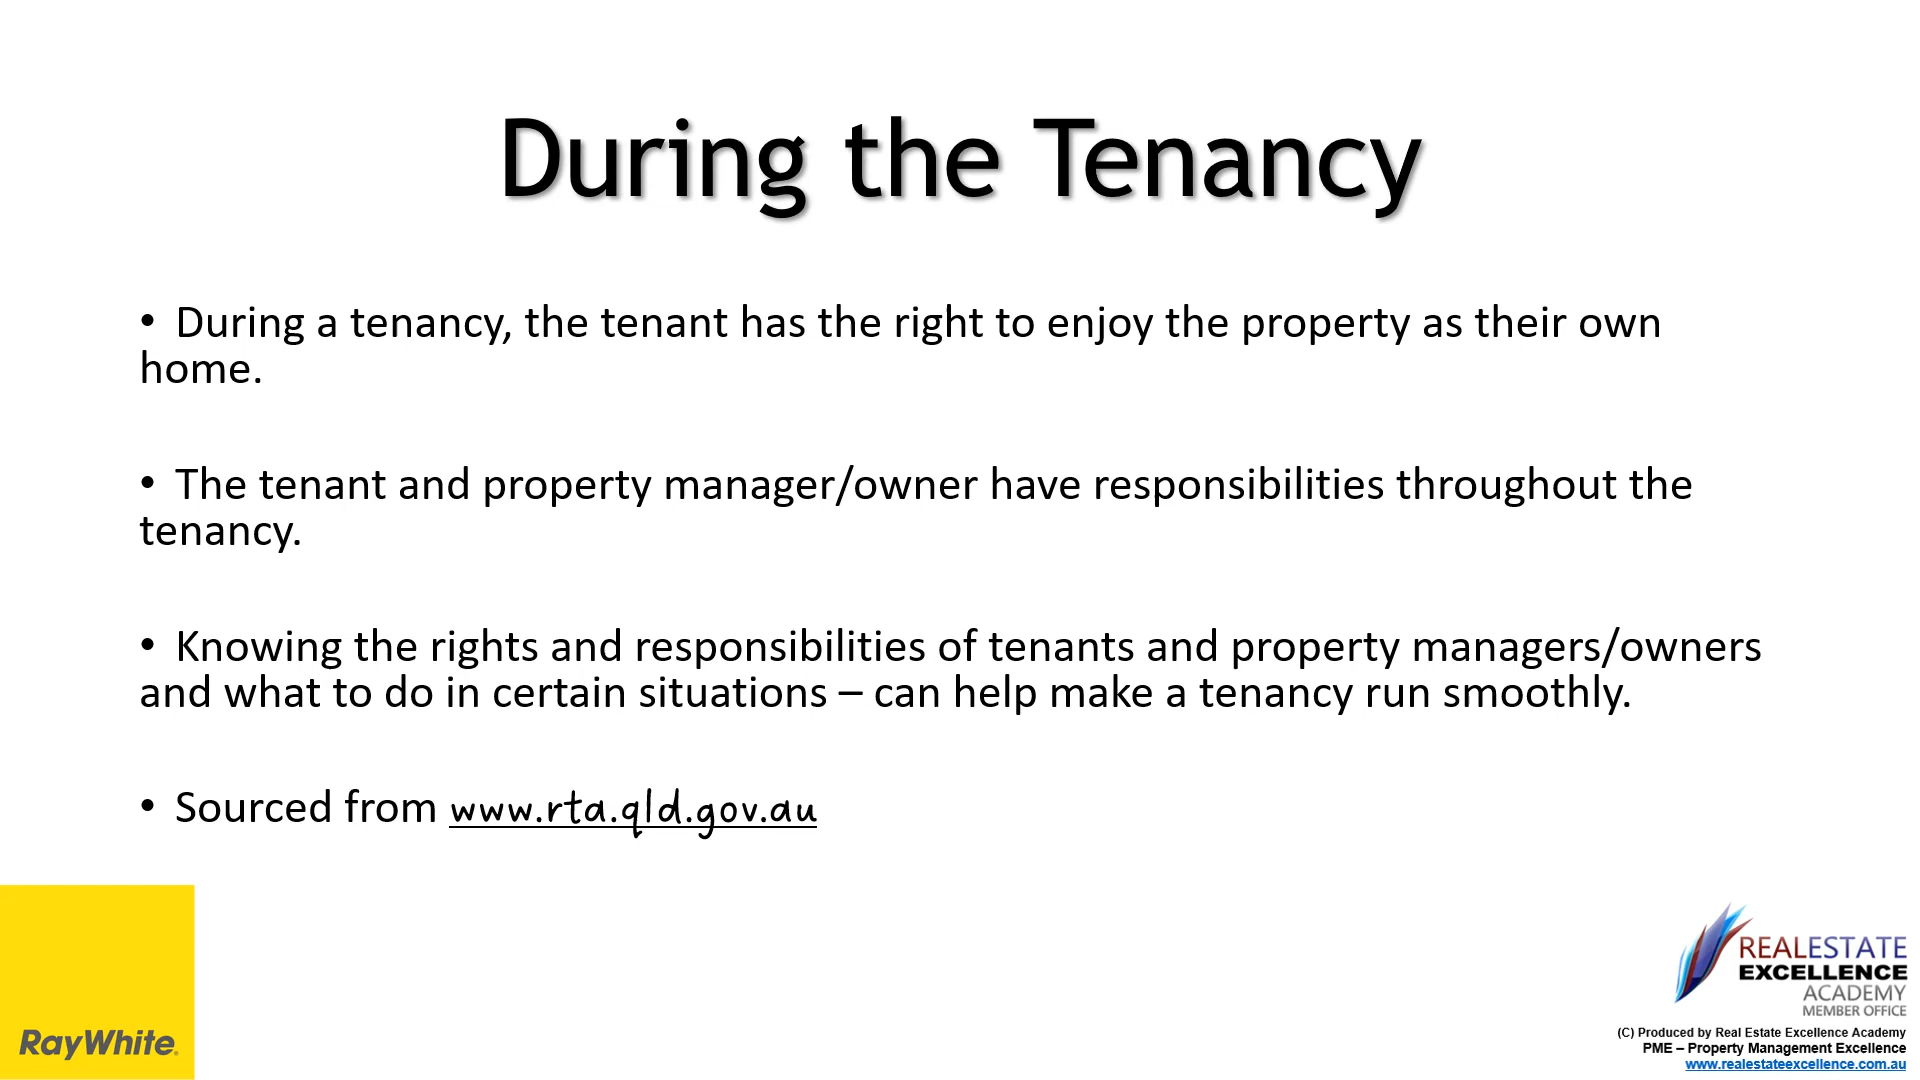 During the Tenancy
• During a tenancy, the tenant has the right to enjoy the property as their own
home.
• The tenant and property manager/owner have responsibilities throughout the
tenancy.
• Knowing the rights and responsibilities of tenants and property managers/owners
and what to do in certain situations – can help make a tenancy run smoothly.
• Sourced from www.rta.qld.gov.au
RayWhite.
REALESTATE
EXCELLENCE
ACADEMY
MEMBER OFFICE
(C) Produced by Real Estate Excellence Academy
PME – Property Management Excellence
www.realestateexcellence.com.au